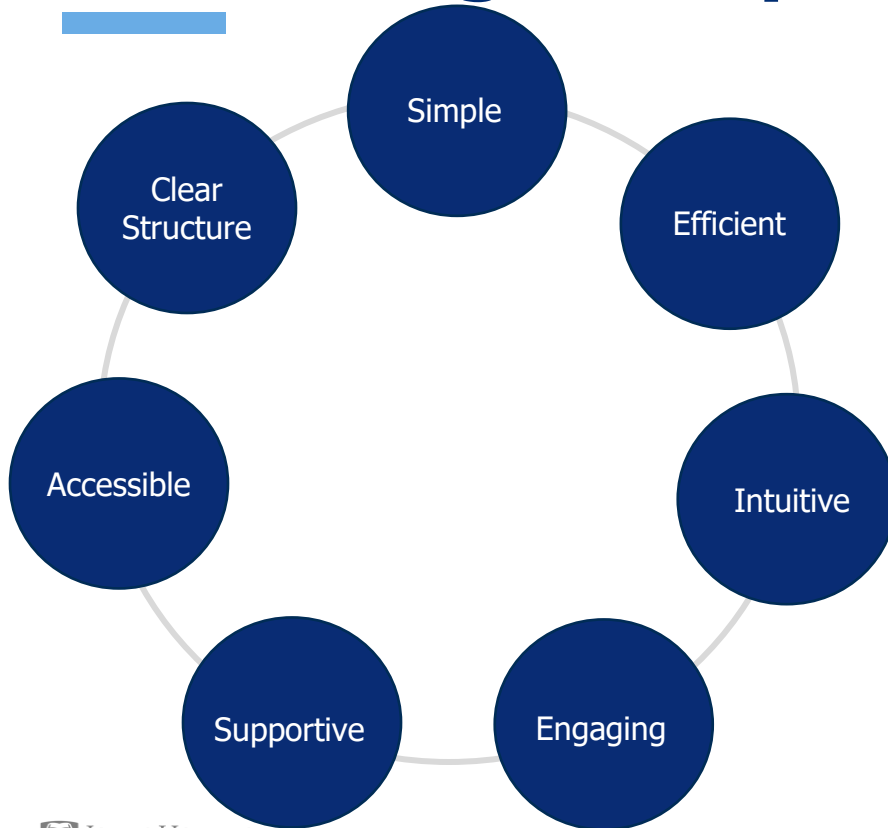 Simple
Efficient
Intuitive
Engaging
Supportive
Accessible
Clear
Structure